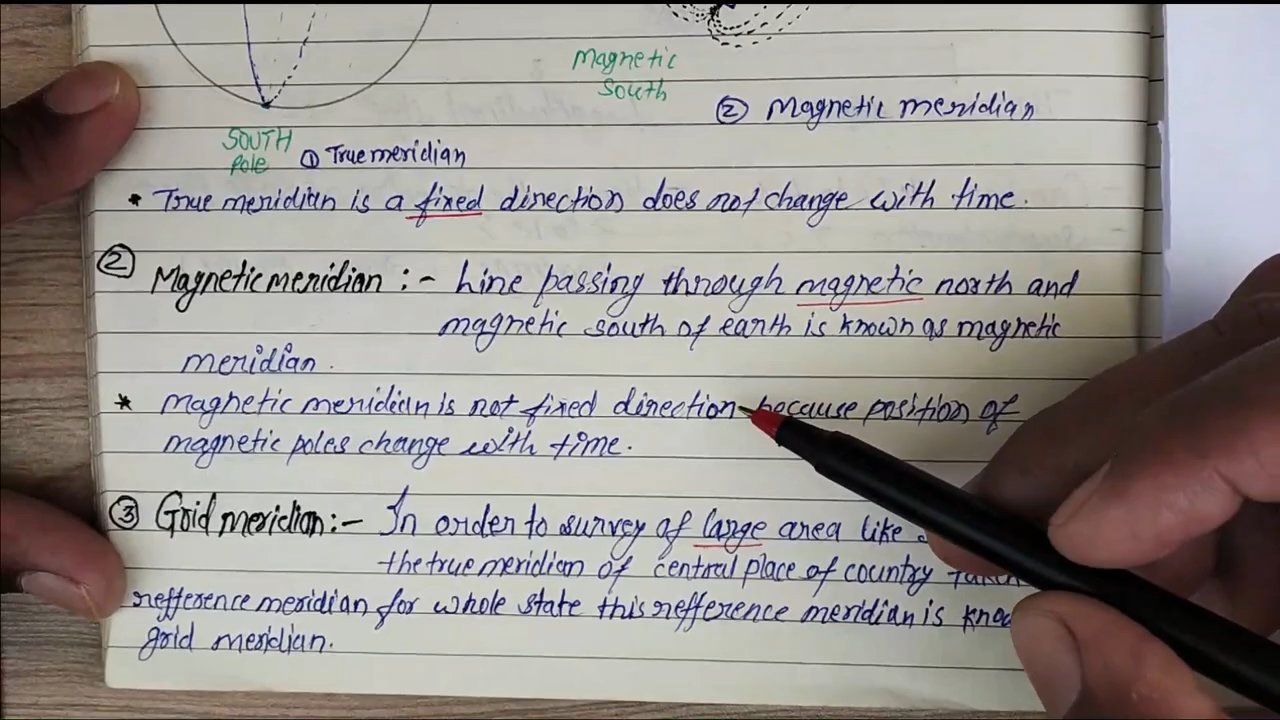 Magnetic
South
② Magnetic meridian
SOUTH
Pole
① True meridian
* True meridian is a fixed direction does not change with time.
② Magnetic meridian :- Line passing through magnetic north and
magnetic south of earth is known as magnetic
meridian.
* magnetic meridian is not fixed direction because position of
magnetic poles change with time.
③ Grid meridian:- In order to survey of large area like
the true meridian of central place of country taken
refference meridian for whole state this refference meridian is
grid meridian.